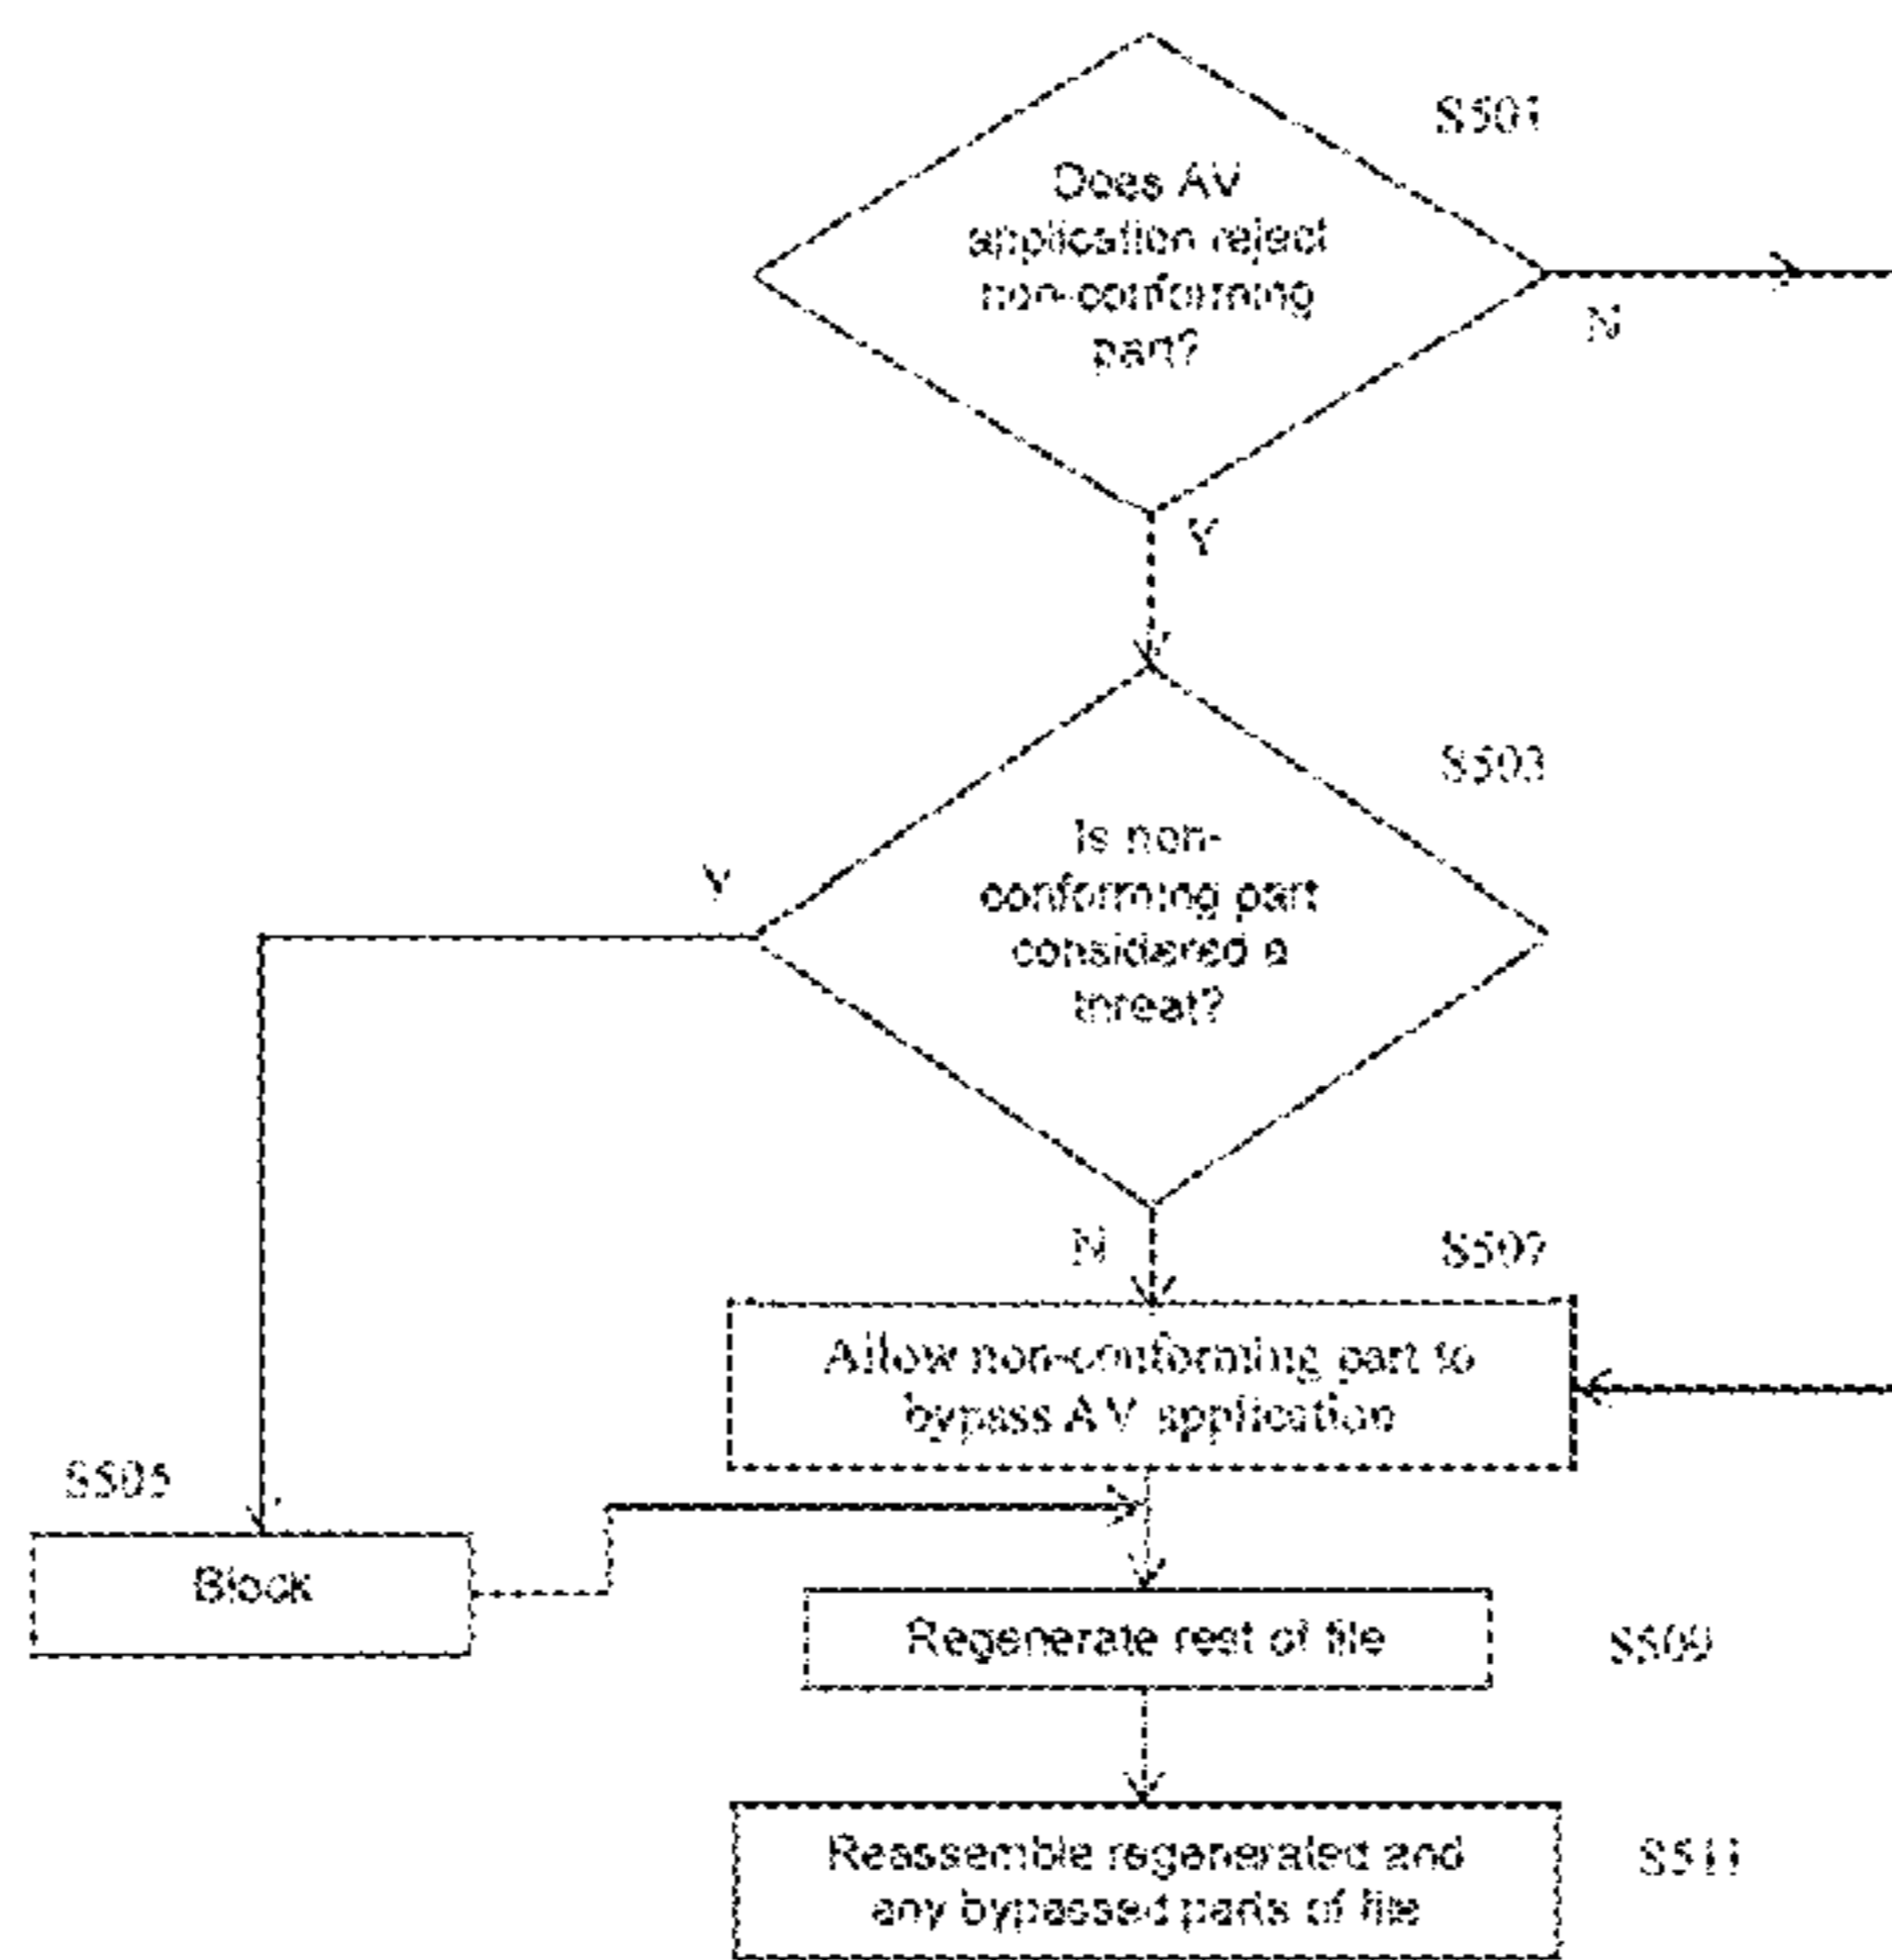 S501
Does AV
application reject
non-conforming
part?
N
Y
S503
Is non-
conforming part
considered a
threat?
Y
N
S507
Allow non-conforming part to
bypass AV application
S505
Block
Regenerate rest of file
S509
Reassemble regenerated and
any bypassed parts of file
S511